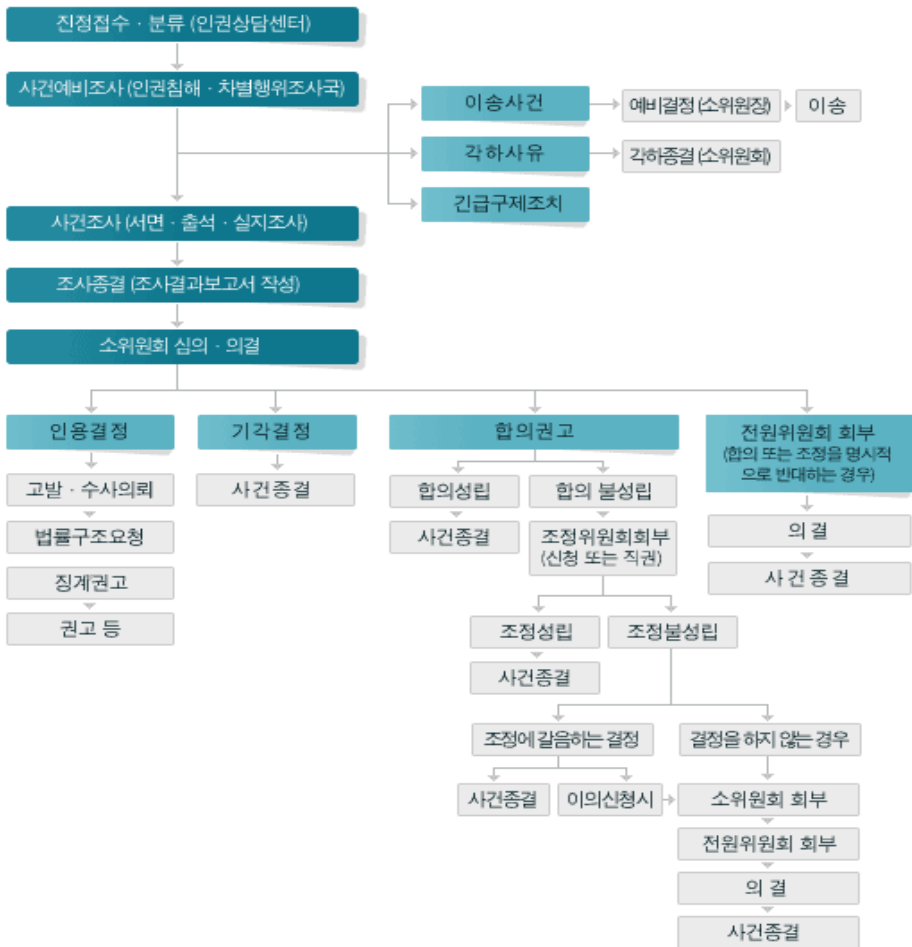 진정접수 · 분류 (인권상담센터)
사건예비조사 (인권침해 · 차별행위조사국)
이송사건
예비결정 (소위원장)
이송
각하사유
각하종결 (소위원회)
긴급구제조치
사건조사 (서면 · 출석 · 실지조사)
조사종결 (조사결과보고서 작성)
소위원회 심의 · 의결
인용결정
기각결정
합의권고
전원위원회 회부
(합의 또는 조정을 명시적
으로 반대하는 경우)
고발 · 수사의뢰
사건종결
합의성립
합의 불성립
법률구조요청
사건종결
조정위원회회부
(신청 또는 직권)
의 결
징계권고
사건종결
권고 등
조정성립
조정불성립
사건종결
조정에 갈음하는 결정
결정을 하지 않는 경우
사건종결
이의신청시
소위원회 회부
전원위원회 회부
의 결
사건종결